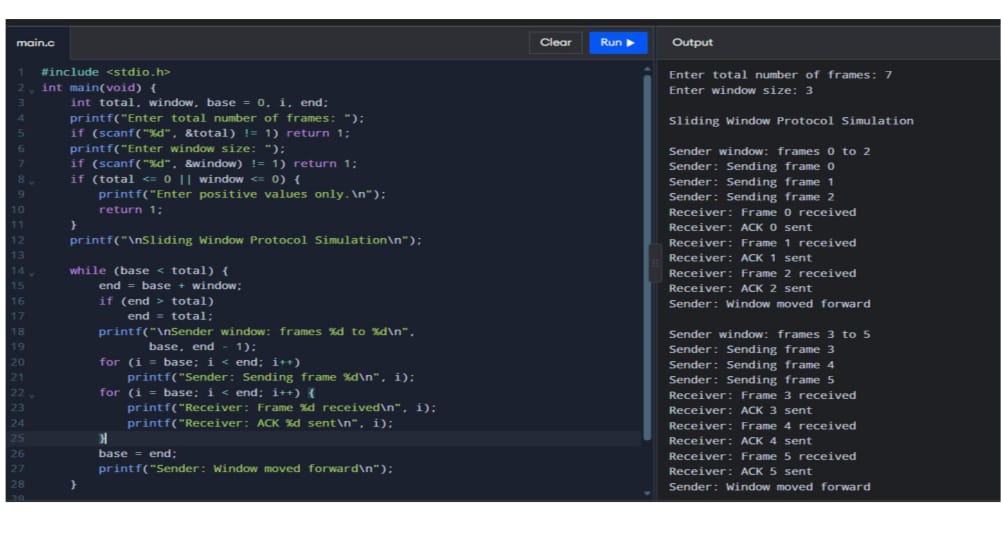 main.c
Clear
Run ▶
1 #include <stdio.h>
2 int main(void) {
3     int total, window, base = 0, i, end;
4     printf("Enter total number of frames: ");
5     if (scanf("%d", &total) != 1) return 1;
6     printf("Enter window size: ");
7     if (scanf("%d", &window) != 1) return 1;
8     if (total <= 0 || window <= 0) {
9         printf("Enter positive values only.\n");
10         return 1;
11     }
12     printf("\nSliding Window Protocol Simulation\n");
13
14     while (base < total) {
15         end = base + window;
16         if (end > total)
17             end = total;
18         printf("\nSender window: frames %d to %d\n",
19                base, end - 1);
20         for (i = base; i < end; i++)
21             printf("Sender: Sending frame %d\n", i);
22         for (i = base; i < end; i++) {
23             printf("Receiver: Frame %d received\n", i);
24             printf("Receiver: ACK %d sent\n", i);
25         }
26         base = end;
27         printf("Sender: Window moved forward\n");
28     }
29
Output
Enter total number of frames: 7
Enter window size: 3

Sliding Window Protocol Simulation

Sender window: frames 0 to 2
Sender: Sending frame 0
Sender: Sending frame 1
Sender: Sending frame 2
Receiver: Frame 0 received
Receiver: ACK 0 sent
Receiver: Frame 1 received
Receiver: ACK 1 sent
Receiver: Frame 2 received
Receiver: ACK 2 sent
Sender: Window moved forward

Sender window: frames 3 to 5
Sender: Sending frame 3
Sender: Sending frame 4
Sender: Sending frame 5
Receiver: Frame 3 received
Receiver: ACK 3 sent
Receiver: Frame 4 received
Receiver: ACK 4 sent
Receiver: Frame 5 received
Receiver: ACK 5 sent
Sender: Window moved forward